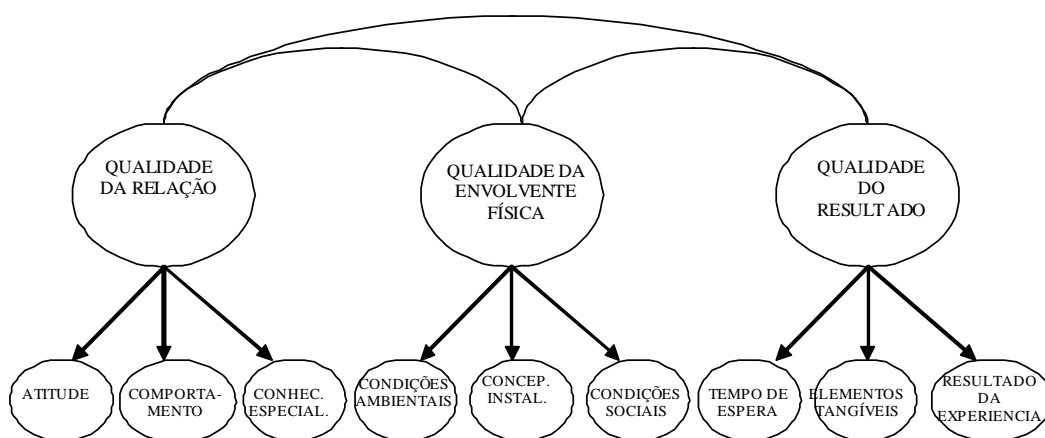 QUALIDADE
DA RELAÇÃO
QUALIDADE DA
ENVOLVENTE
FÍSICA
QUALIDADE
DO
RESULTADO
ATITUDE
COMPORTA-
MENTO
CONHEC.
ESPECIAL.
CONDIÇÕES
AMBIENTAIS
CONCEP.
INSTAL.
CONDIÇÕES
SOCIAIS
TEMPO DE
ESPERA
ELEMENTOS
TANGÍVEIS
RESULTADO
DA
EXPERIENCIA